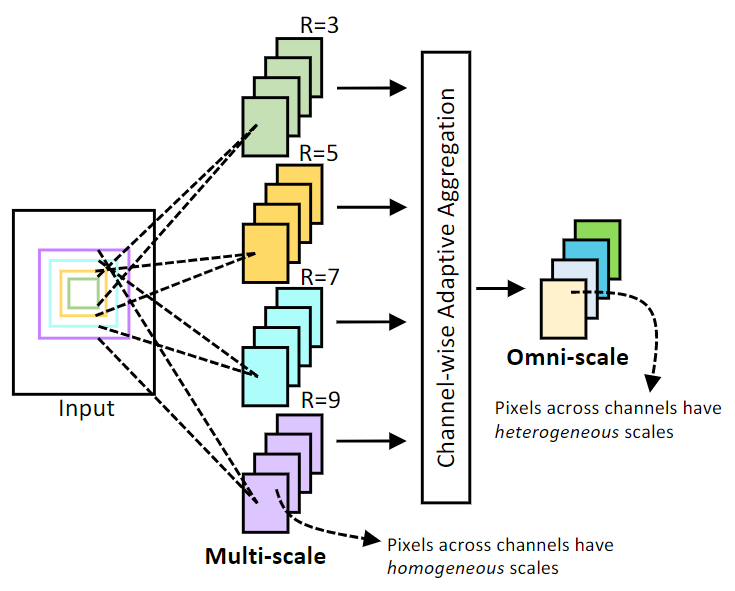 R=3
R=5
R=7
R=9
Input
Multi-scale
Pixels across channels have
homogeneous scales
Channel-wise Adaptive Aggregation
Omni-scale
Pixels across channels have
heterogeneous scales